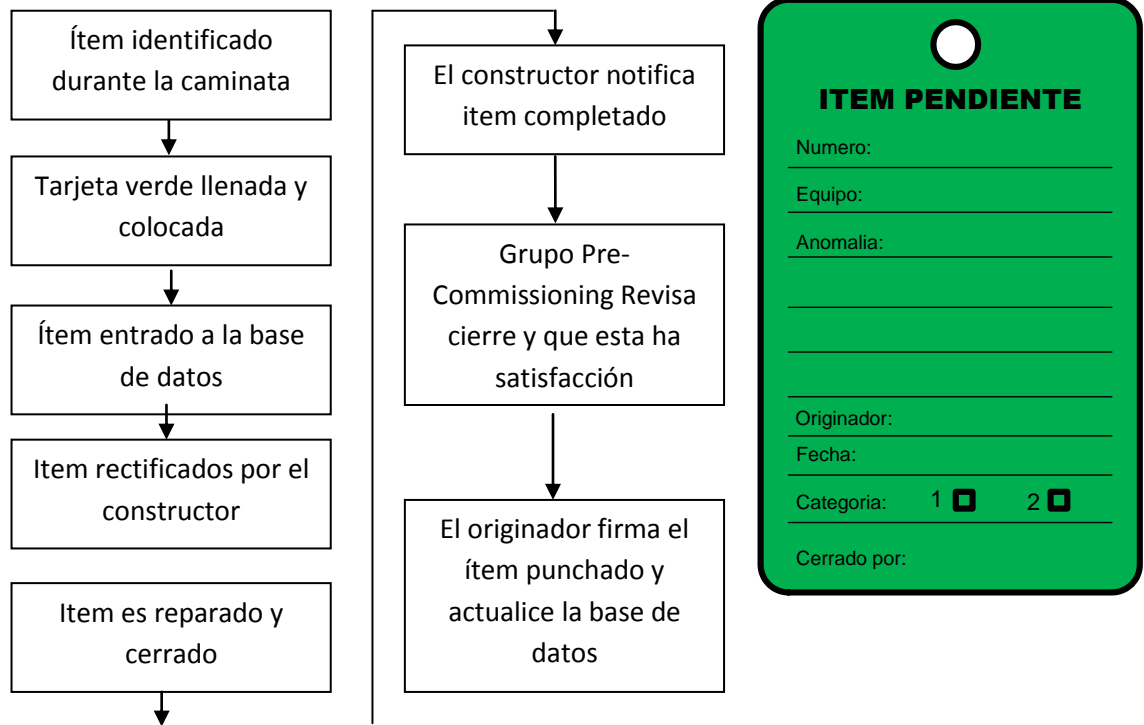 Ítem identificado
durante la caminata
Tarjeta verde llenada y
colocada
Ítem entrado a la base
de datos
Item rectificados por el
constructor
Item es reparado y
cerrado
El constructor notifica
item completado
Grupo Pre-
Commissioning Revisa
cierre y que esta ha
satisfacción
El originador firma el
ítem punchado y
actualice la base de
datos
ITEM PENDIENTE
Numero:
Equipo:
Anomalia:
Originador:
Fecha:
Categoria: 1 2
Cerrado por: